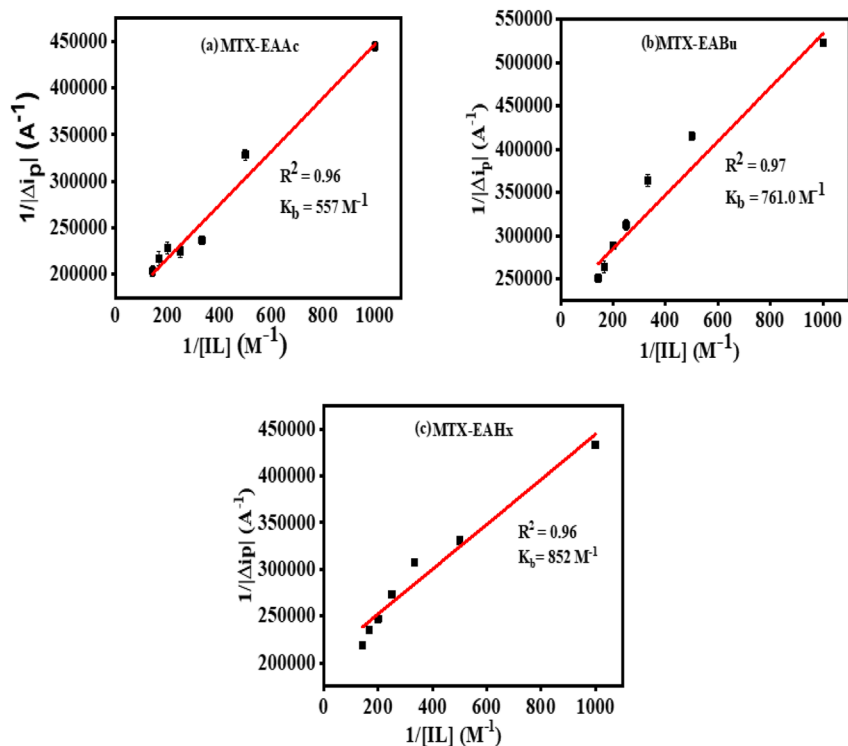 (a) MTX-EAAc
1/|Δi_p| (A⁻¹)
450000
400000
350000
300000
250000
200000
R² = 0.96
K_b = 557 M⁻¹
0 200 400 600 800 1000
1/[IL] (M⁻¹)
(b) MTX-EABu
1/|Δi_p| (A⁻¹)
550000
500000
450000
400000
350000
300000
250000
R² = 0.97
K_b = 761.0 M⁻¹
0 200 400 600 800 1000
1/[IL] (M⁻¹)
(c) MTX-EAHx
1/|Δip| (A⁻¹)
450000
400000
350000
300000
250000
200000
R² = 0.96
K_b = 852 M⁻¹
0 200 400 600 800 1000
1/[IL] (M⁻¹)